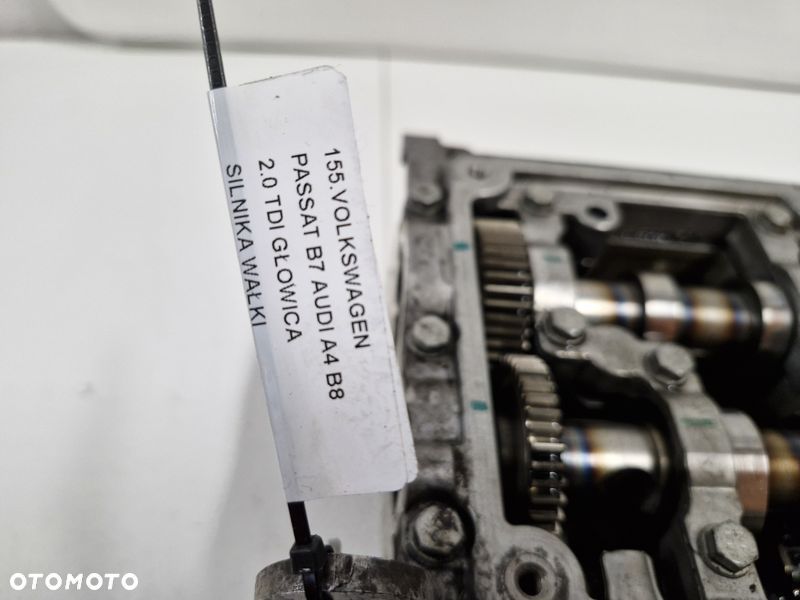 155.VOLKSWAGEN
PASSAT B7 AUDI A4 B8
2.0 TDI GŁOWICA
SILNIKA WAŁKI
OTOMOTO